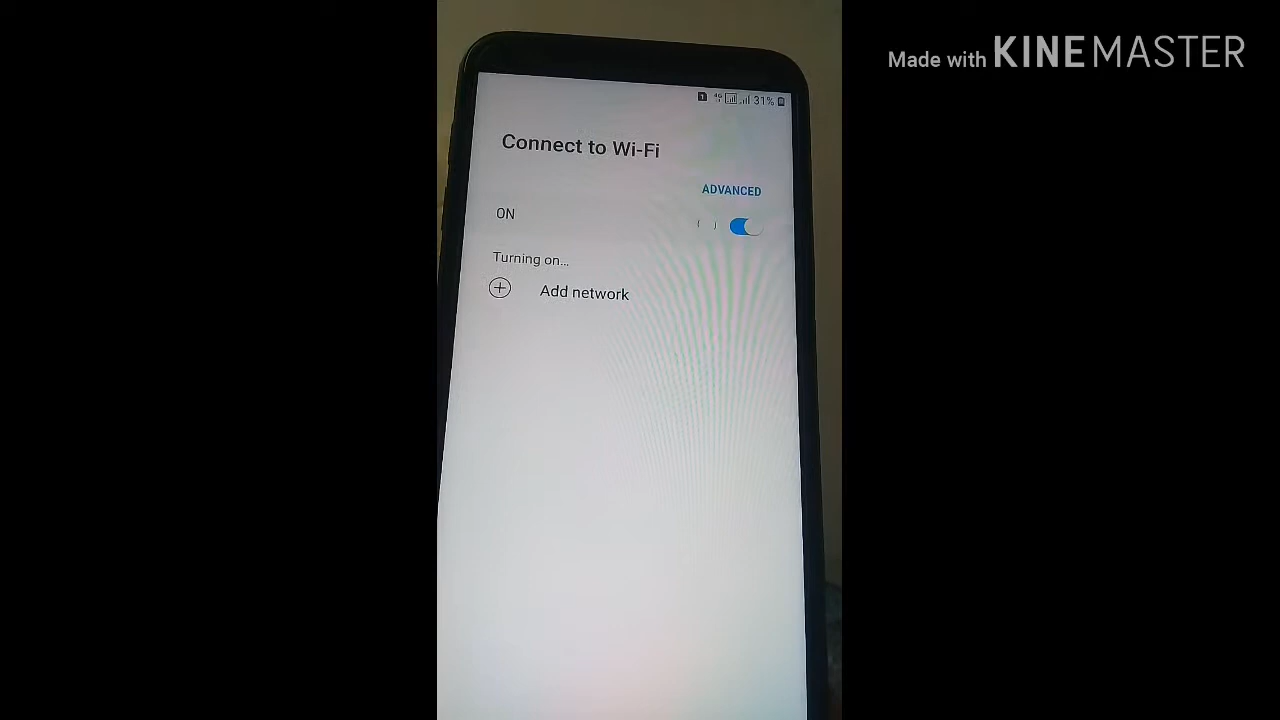 Made with KINEMASTER
31%
Connect to Wi-Fi
ADVANCED
ON
Turning on...
Add network